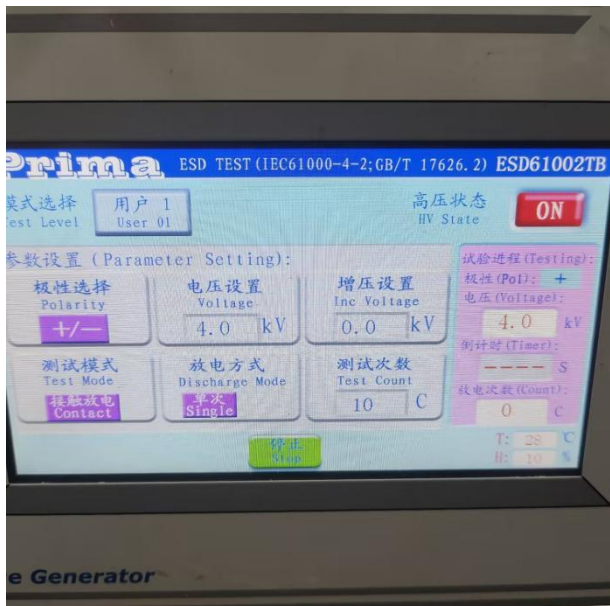 Prima ESD TEST(IEC61000-4-2;GB/T 17626.2) ESD61002TB
模式选择 用户 1 高压状态 ON
Test Level User 01 HV State
参数设置 (Parameter Setting): 试验进程(Testing):
极性选择 电压设置 增压设置 极性(Pol): +
Polarity Voltage Inc Voltage 电压(Voltage):
+/− 4.0 kV 0.0 kV 4.0 kV
倒计时(Timer):
测试模式 放电方式 测试次数 ---- S
Test Mode Discharge Mode Test Count 放电次数(Count):
接触放电 单次 10 C 0 C
Contact Single
停止 T: 28 ℃
Stop H: 10 %
e Generator